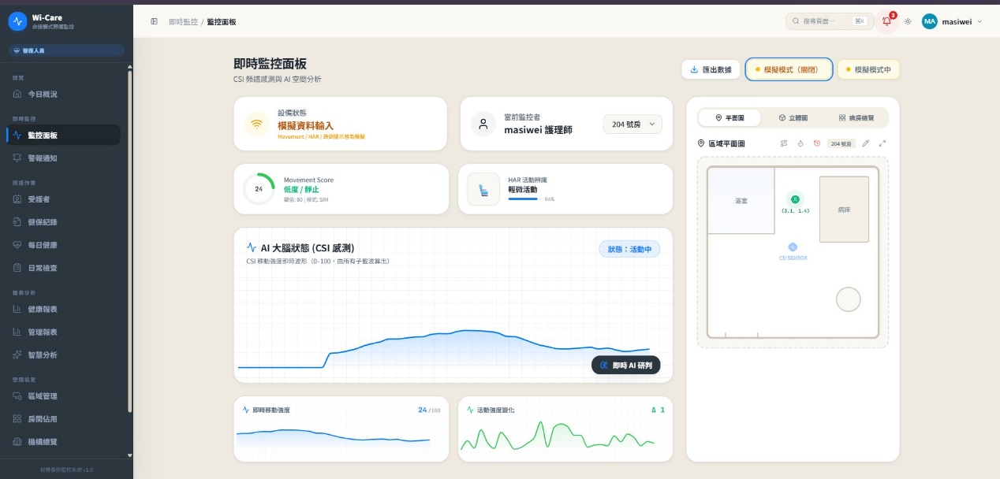 Wi-Care
非接觸式照護監控
醫護人員
總覽
今日概況
即時監控
監控面板
警報通知
照護作業
受護者
健保紀錄
每日健康
日常檢查
報表分析
健康報表
管理報表
智慧分析
空間設定
區域管理
房間佔用
機構總覽
智慧長照監控系統 v1.0
即時監控 / 監控面板
搜尋頁面⋯
⌘K
2
MA
masiwei
即時監控面板
CSI 頻譜感測與 AI 空間分析
匯出數據
模擬模式（關閉）
模擬模式中
設備狀態
模擬資料輸入
Movement / HAR / 跌倒提示皆為模擬
當前監控者
masiwei 護理師
204 號房
24
Movement Score
低度 / 靜止
閾值: 80 | 模式: SIM
HAR 活動辨識
輕微活動
86%
AI 大腦狀態 (CSI 感測)
CSI 移動強度即時波形（0–100，由所有子載波算出）
狀態：活動中
即時 AI 研判
即時移動強度
24 /100
活動強度變化
Δ 1
平面圖
立體圖
病房總覽
區域平面圖
204 號房
浴室
(3.1, 1.4)
病床
CSI SENSOR